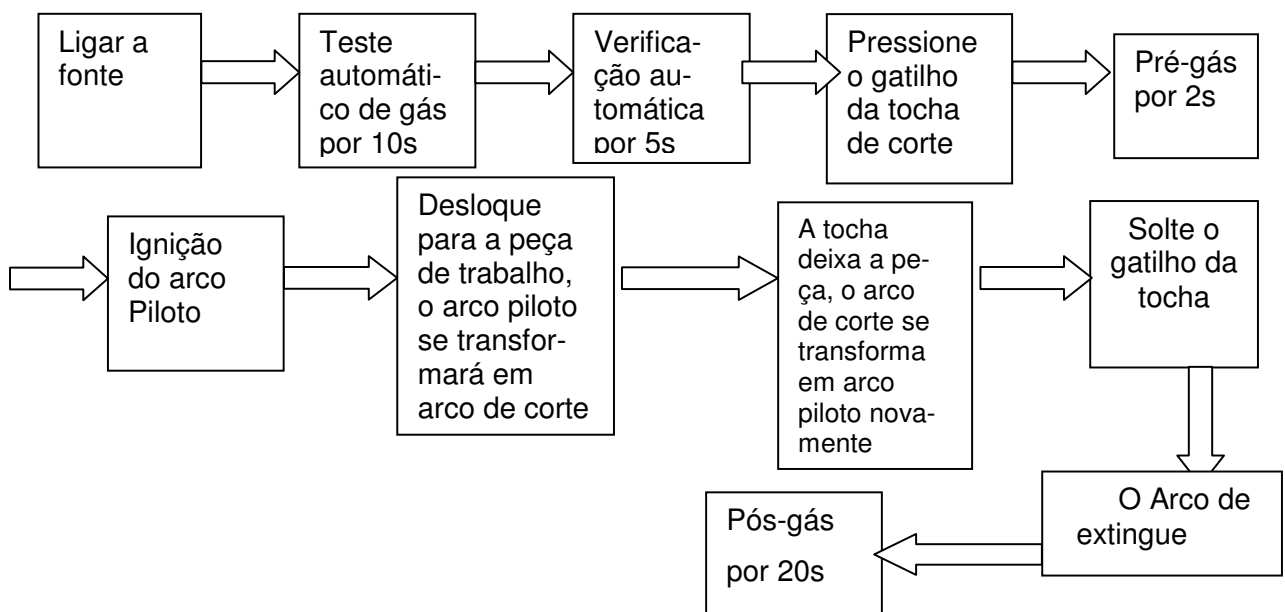 Ligar a
fonte
Teste
automáti-
co de gás
por 10s
Verifica-
ção au-
tomática
por 5s
Pressione
o gatilho
da tocha
de corte
Pré-gás
por 2s
Ignição
do arco
Piloto
Desloque
para a peça
de trabalho,
o arco piloto
se transfor-
mará em
arco de corte
A tocha
deixa a pe-
ça, o arco
de corte se
transforma
em arco
piloto nova-
mente
Solte o
gatilho da
tocha
O Arco de
extingue
Pós-gás
por 20s